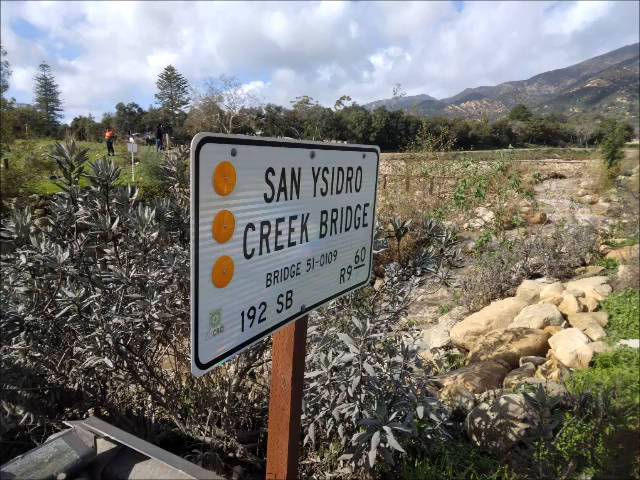 SAN YSIDRO
CREEK BRIDGE
BRIDGE 51-0109
192 SB R9 60